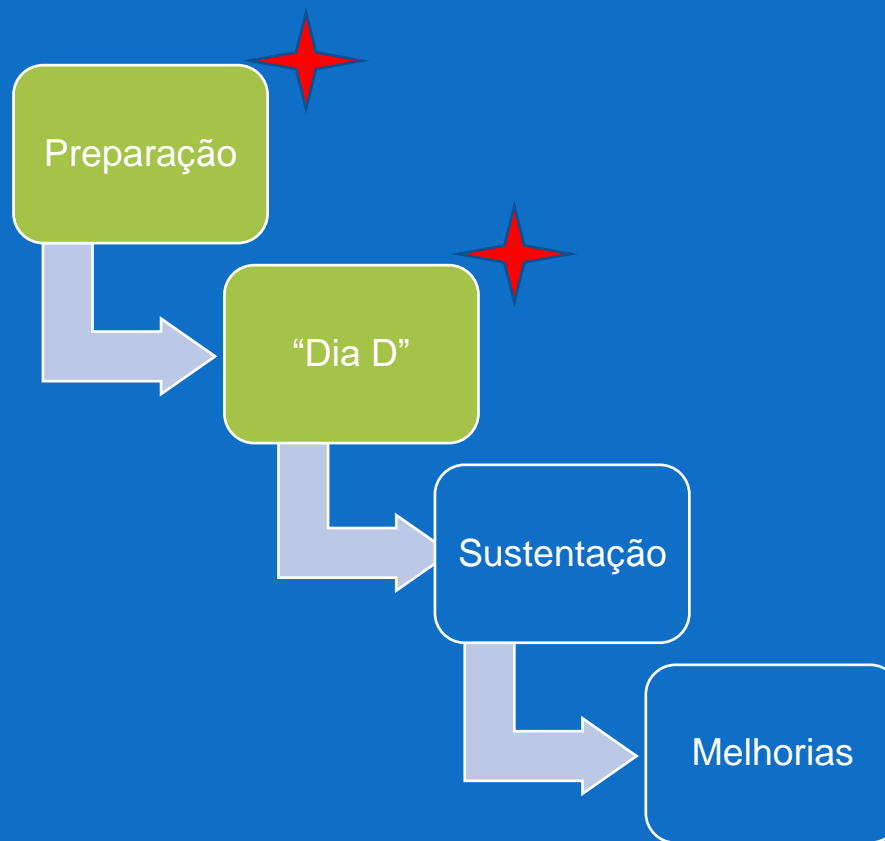 Preparação
“Dia D”
Sustentação
Melhorias